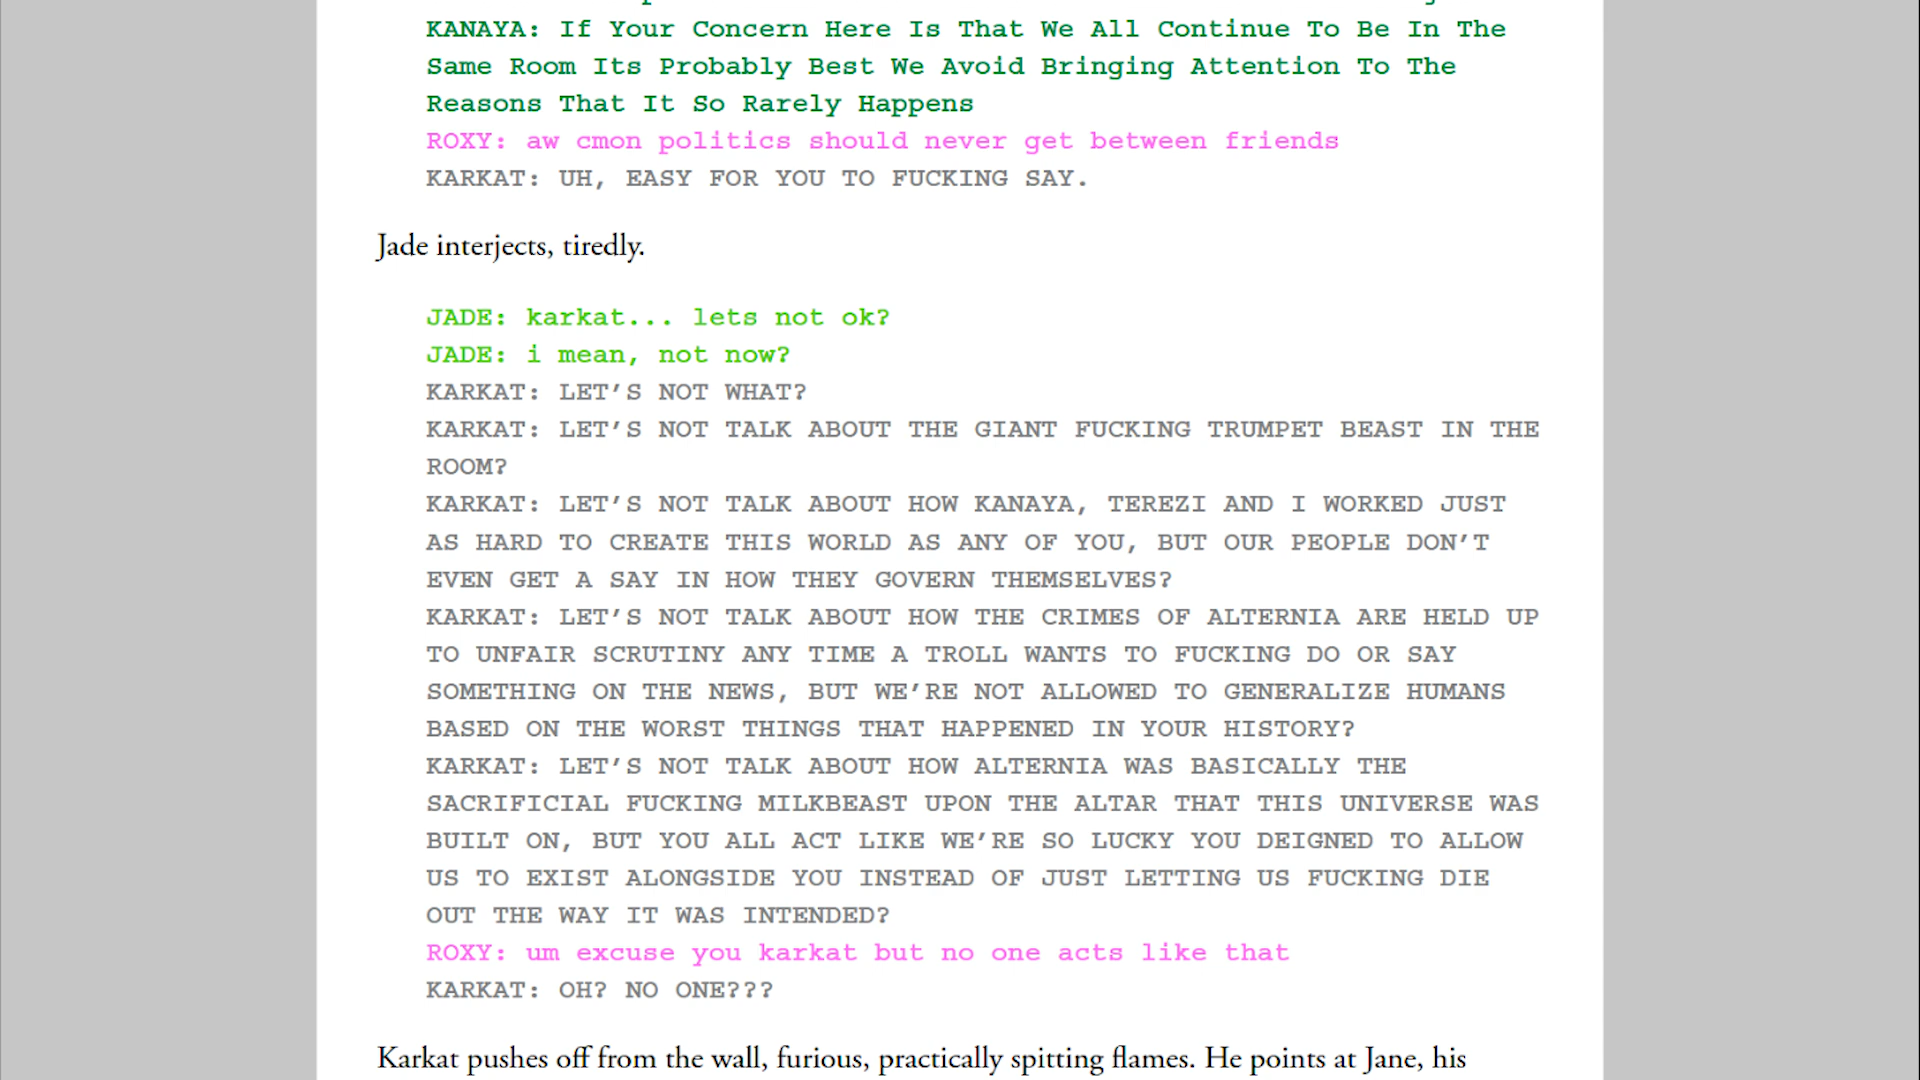 KANAYA: If Your Concern Here Is That We All Continue To Be In The
Same Room Its Probably Best We Avoid Bringing Attention To The
Reasons That It So Rarely Happens
ROXY: aw cmon politics should never get between friends
KARKAT: UH, EASY FOR YOU TO FUCKING SAY.
Jade interjects, tiredly.
JADE: karkat... lets not ok?
JADE: i mean, not now?
KARKAT: LET’S NOT WHAT?
KARKAT: LET’S NOT TALK ABOUT THE GIANT FUCKING TRUMPET BEAST IN THE
ROOM?
KARKAT: LET’S NOT TALK ABOUT HOW KANAYA, TEREZI AND I WORKED JUST
AS HARD TO CREATE THIS WORLD AS ANY OF YOU, BUT OUR PEOPLE DON’T
EVEN GET A SAY IN HOW THEY GOVERN THEMSELVES?
KARKAT: LET’S NOT TALK ABOUT HOW THE CRIMES OF ALTERNIA ARE HELD UP
TO UNFAIR SCRUTINY ANY TIME A TROLL WANTS TO FUCKING DO OR SAY
SOMETHING ON THE NEWS, BUT WE’RE NOT ALLOWED TO GENERALIZE HUMANS
BASED ON THE WORST THINGS THAT HAPPENED IN YOUR HISTORY?
KARKAT: LET’S NOT TALK ABOUT HOW ALTERNIA WAS BASICALLY THE
SACRIFICIAL FUCKING MILKBEAST UPON THE ALTAR THAT THIS UNIVERSE WAS
BUILT ON, BUT YOU ALL ACT LIKE WE’RE SO LUCKY YOU DEIGNED TO ALLOW
US TO EXIST ALONGSIDE YOU INSTEAD OF JUST LETTING US FUCKING DIE
OUT THE WAY IT WAS INTENDED?
ROXY: um excuse you karkat but no one acts like that
KARKAT: OH? NO ONE???
Karkat pushes off from the wall, furious, practically spitting flames. He points at Jane, his